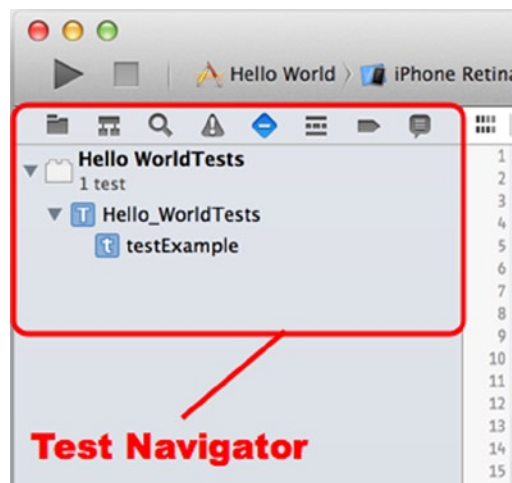 Hello World iPhone Retina
Hello WorldTests
1 test
T Hello_WorldTests
t testExample
Test Navigator
1
2
3
4
5
6
7
8
9
10
11
12
13
14
15